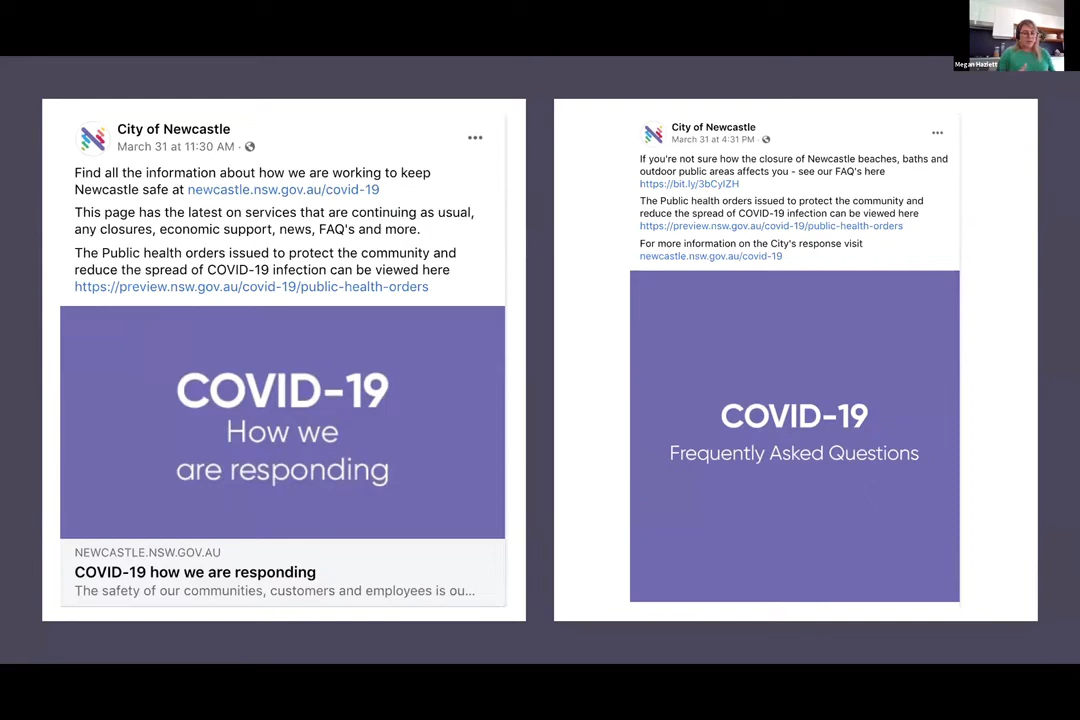 Megan Hazlett
City of Newcastle
March 31 at 11:30 AM ·
Find all the information about how we are working to keep
Newcastle safe at newcastle.nsw.gov.au/covid-19
This page has the latest on services that are continuing as usual,
any closures, economic support, news, FAQ's and more.
The Public health orders issued to protect the community and
reduce the spread of COVID-19 infection can be viewed here
https://preview.nsw.gov.au/covid-19/public-health-orders
COVID-19
How we
are responding
NEWCASTLE.NSW.GOV.AU
COVID-19 how we are responding
The safety of our communities, customers and employees is ou...
City of Newcastle
March 31 at 4:31 PM ·
If you're not sure how the closure of Newcastle beaches, baths and
outdoor public areas affects you - see our FAQ's here
https://bit.ly/3bCyIZH
The Public health orders issued to protect the community and
reduce the spread of COVID-19 infection can be viewed here
https://preview.nsw.gov.au/covid-19/public-health-orders
For more information on the City's response visit
newcastle.nsw.gov.au/covid-19
COVID-19
Frequently Asked Questions